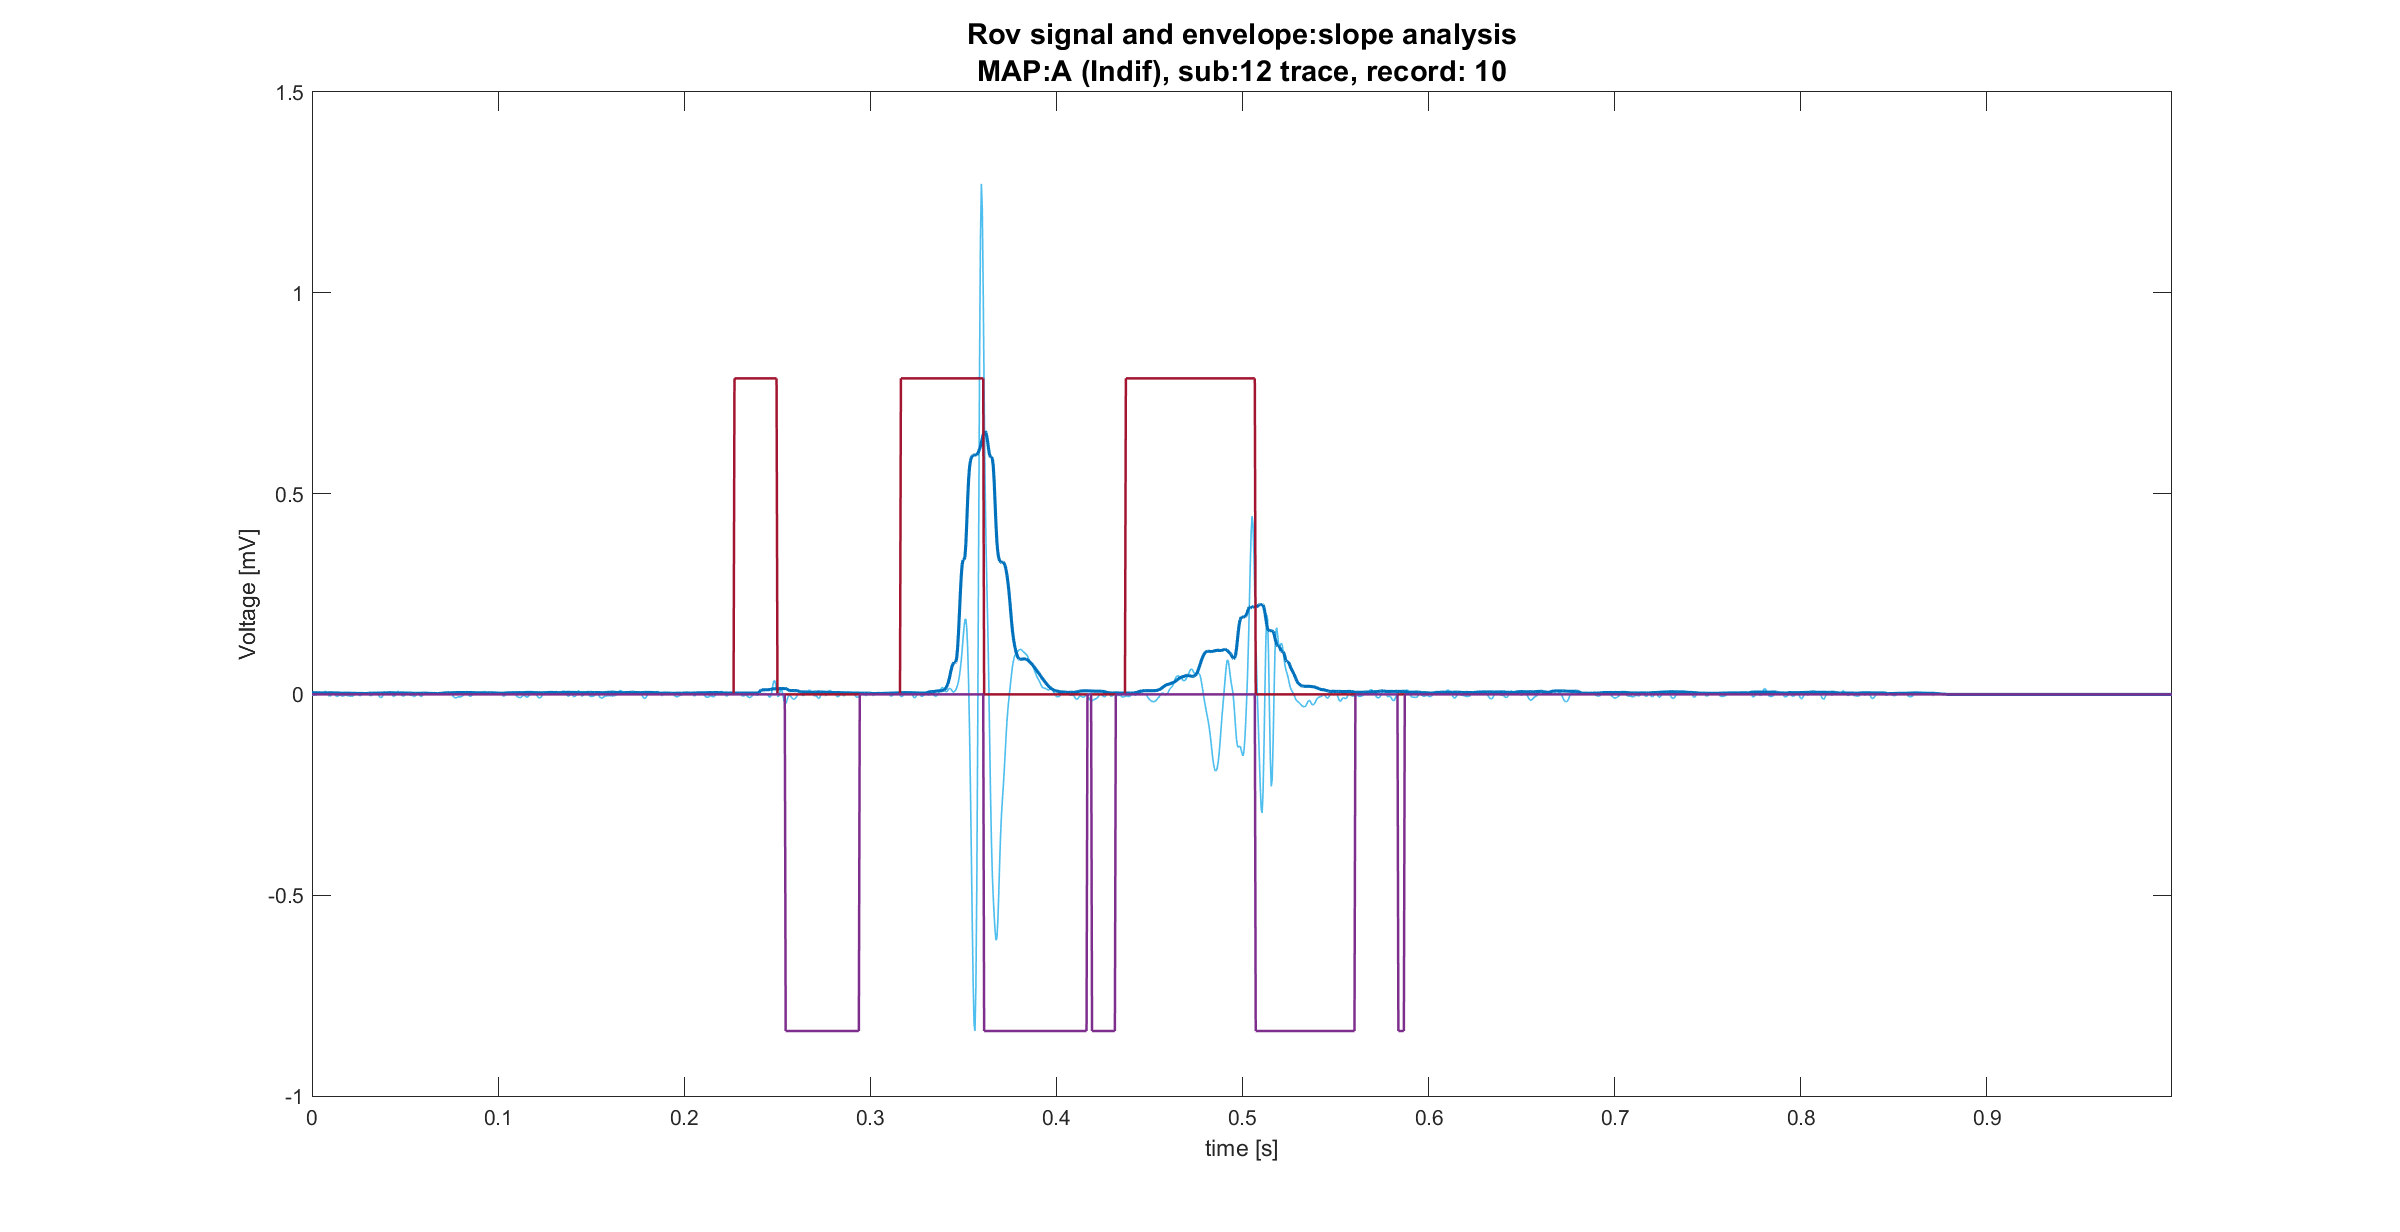 Rov signal and envelope:slope analysis
MAP:A (Indif), sub:12 trace, record: 10
1.5
1
0.5
0
-0.5
-1
Voltage [mV]
0 0.1 0.2 0.3 0.4 0.5 0.6 0.7 0.8 0.9
time [s]